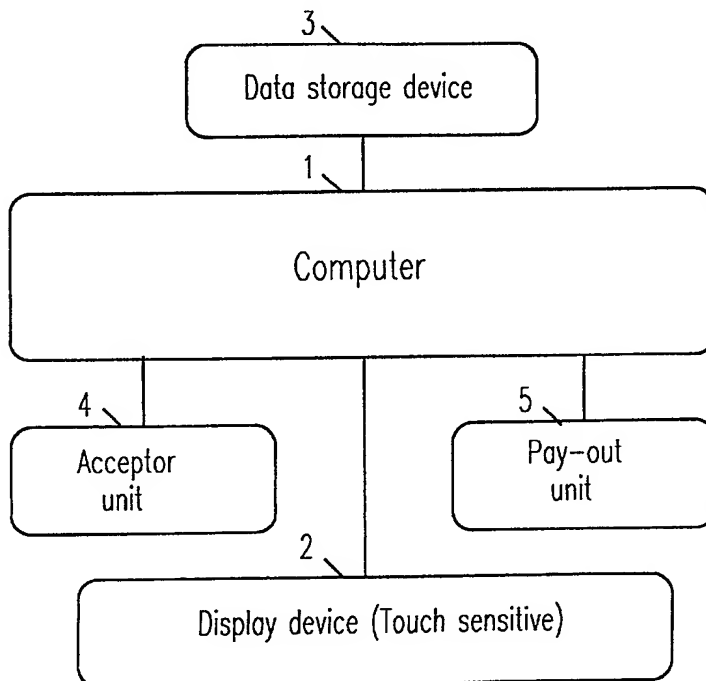 3
Data storage device
1
Computer
4
Acceptor
unit
5
Pay-out
unit
2
Display device (Touch sensitive)